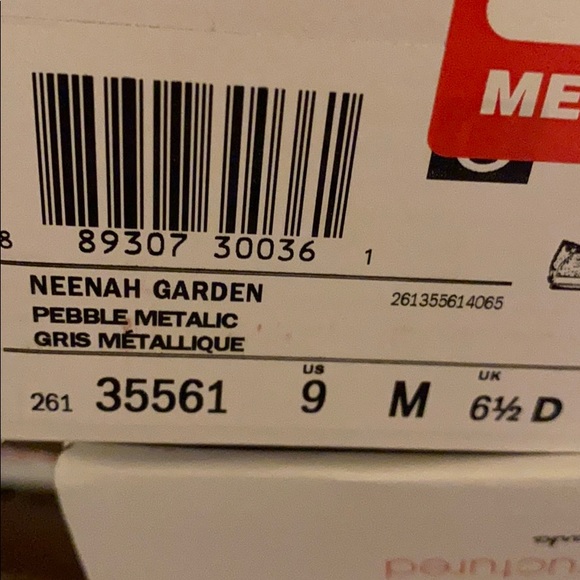 ME
8 89307 30036 1
NEENAH GARDEN
261355614065
PEBBLE METALIC
GRIS MÉTALLIQUE
US
UK
261 35561 9 M 6½ D